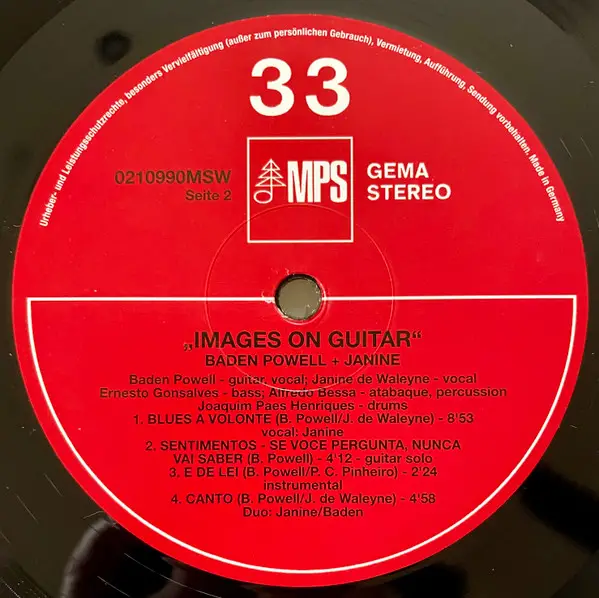 Urheber- und Leistungsschutzrechte, besonders Vervielfältigung (außer zum persönlichen Gebrauch), Vermietung, Aufführung, Sendung vorbehalten. Made in Germany
33
0210990MSW
Seite 2
MPS
GEMA
STEREO
„IMAGES ON GUITAR“
BADEN POWELL + JANINE
Baden Powell - guitar, vocal; Janine de Waleyne - vocal
Ernesto Gonsalves - bass; Alfredo Bessa - atabaque, percussion
Joaquim Paes Henriques - drums
1. BLUES A VOLONTE (B. Powell/J. de Waleyne) - 8'53
vocal: Janine
2. SENTIMENTOS - SE VOCE PERGUNTA, NUNCA
VAI SABER (B. Powell) - 4'12 - guitar solo
3. E DE LEI (B. Powell/P. C. Pinheiro) - 2'24
instrumental
4. CANTO (B. Powell/J. de Waleyne) - 4'58
Duo: Janine/Baden